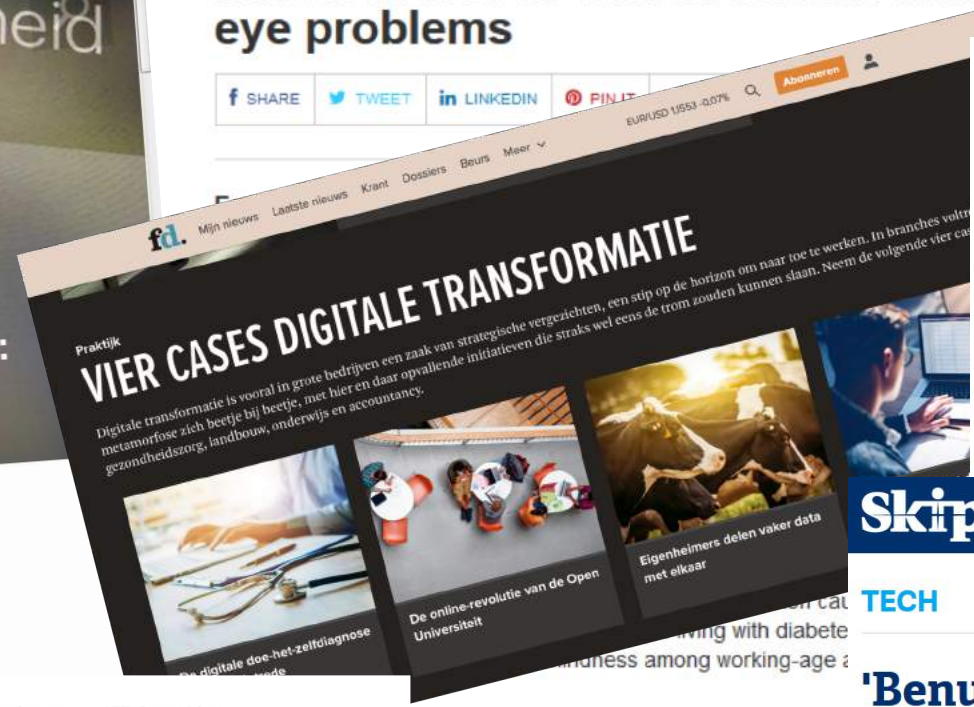 heid
eye problems
f SHARE TWEET in LINKEDIN PIN IT
EUR/USD 1,1553 -0,07% Abonneren
fd. Mijn nieuws Laatste nieuws Krant Dossiers Beurs Meer
Praktijk
VIER CASES DIGITALE TRANSFORMATIE
Digitale transformatie is vooral in grote bedrijven een zaak van strategische vergezichten, een stip op de horizon om naar toe te werken. In branches voltre
metamorfose zich beetje bij beetje, met hier en daar opvallende initiatieven die straks wel eens de trom zouden kunnen slaan. Neem de volgende vier cas
gezondheidszorg, landbouw, onderwijs en accountancy.
:
De digitale doe-het-zelfdiagnose
De online-revolutie van de Open
Universiteit
Eigenheimers delen vaker data
met elkaar
Skip
TECH
'Benu
cau
living with diabete
indness among working-age a